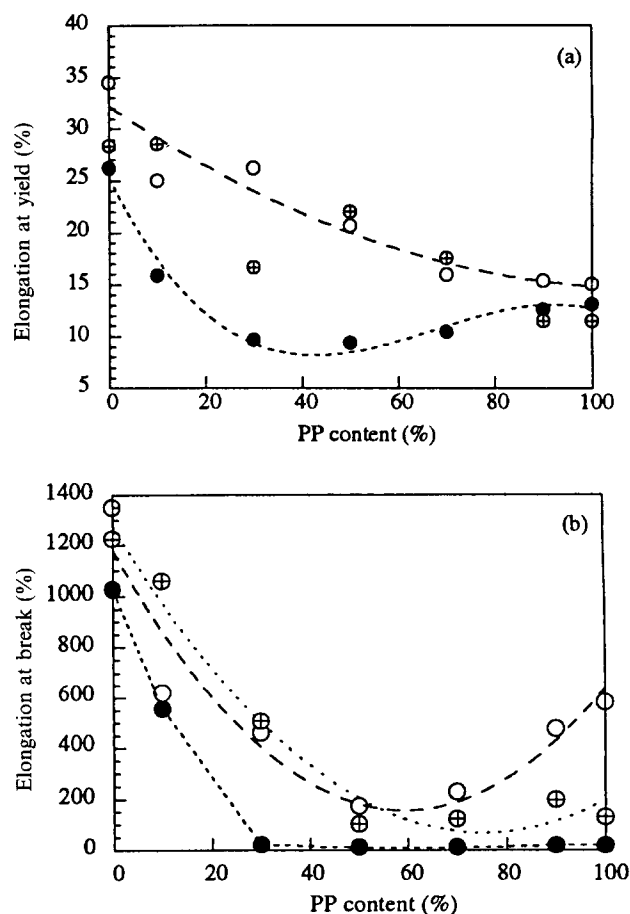 (a)
40
35
30
25
20
15
10
5
Elongation at yield (%)
0 20 40 60 80 100
PP content (%)
(b)
1400
1200
1000
800
600
400
200
0
Elongation at break (%)
0 20 40 60 80 100
PP content (%)